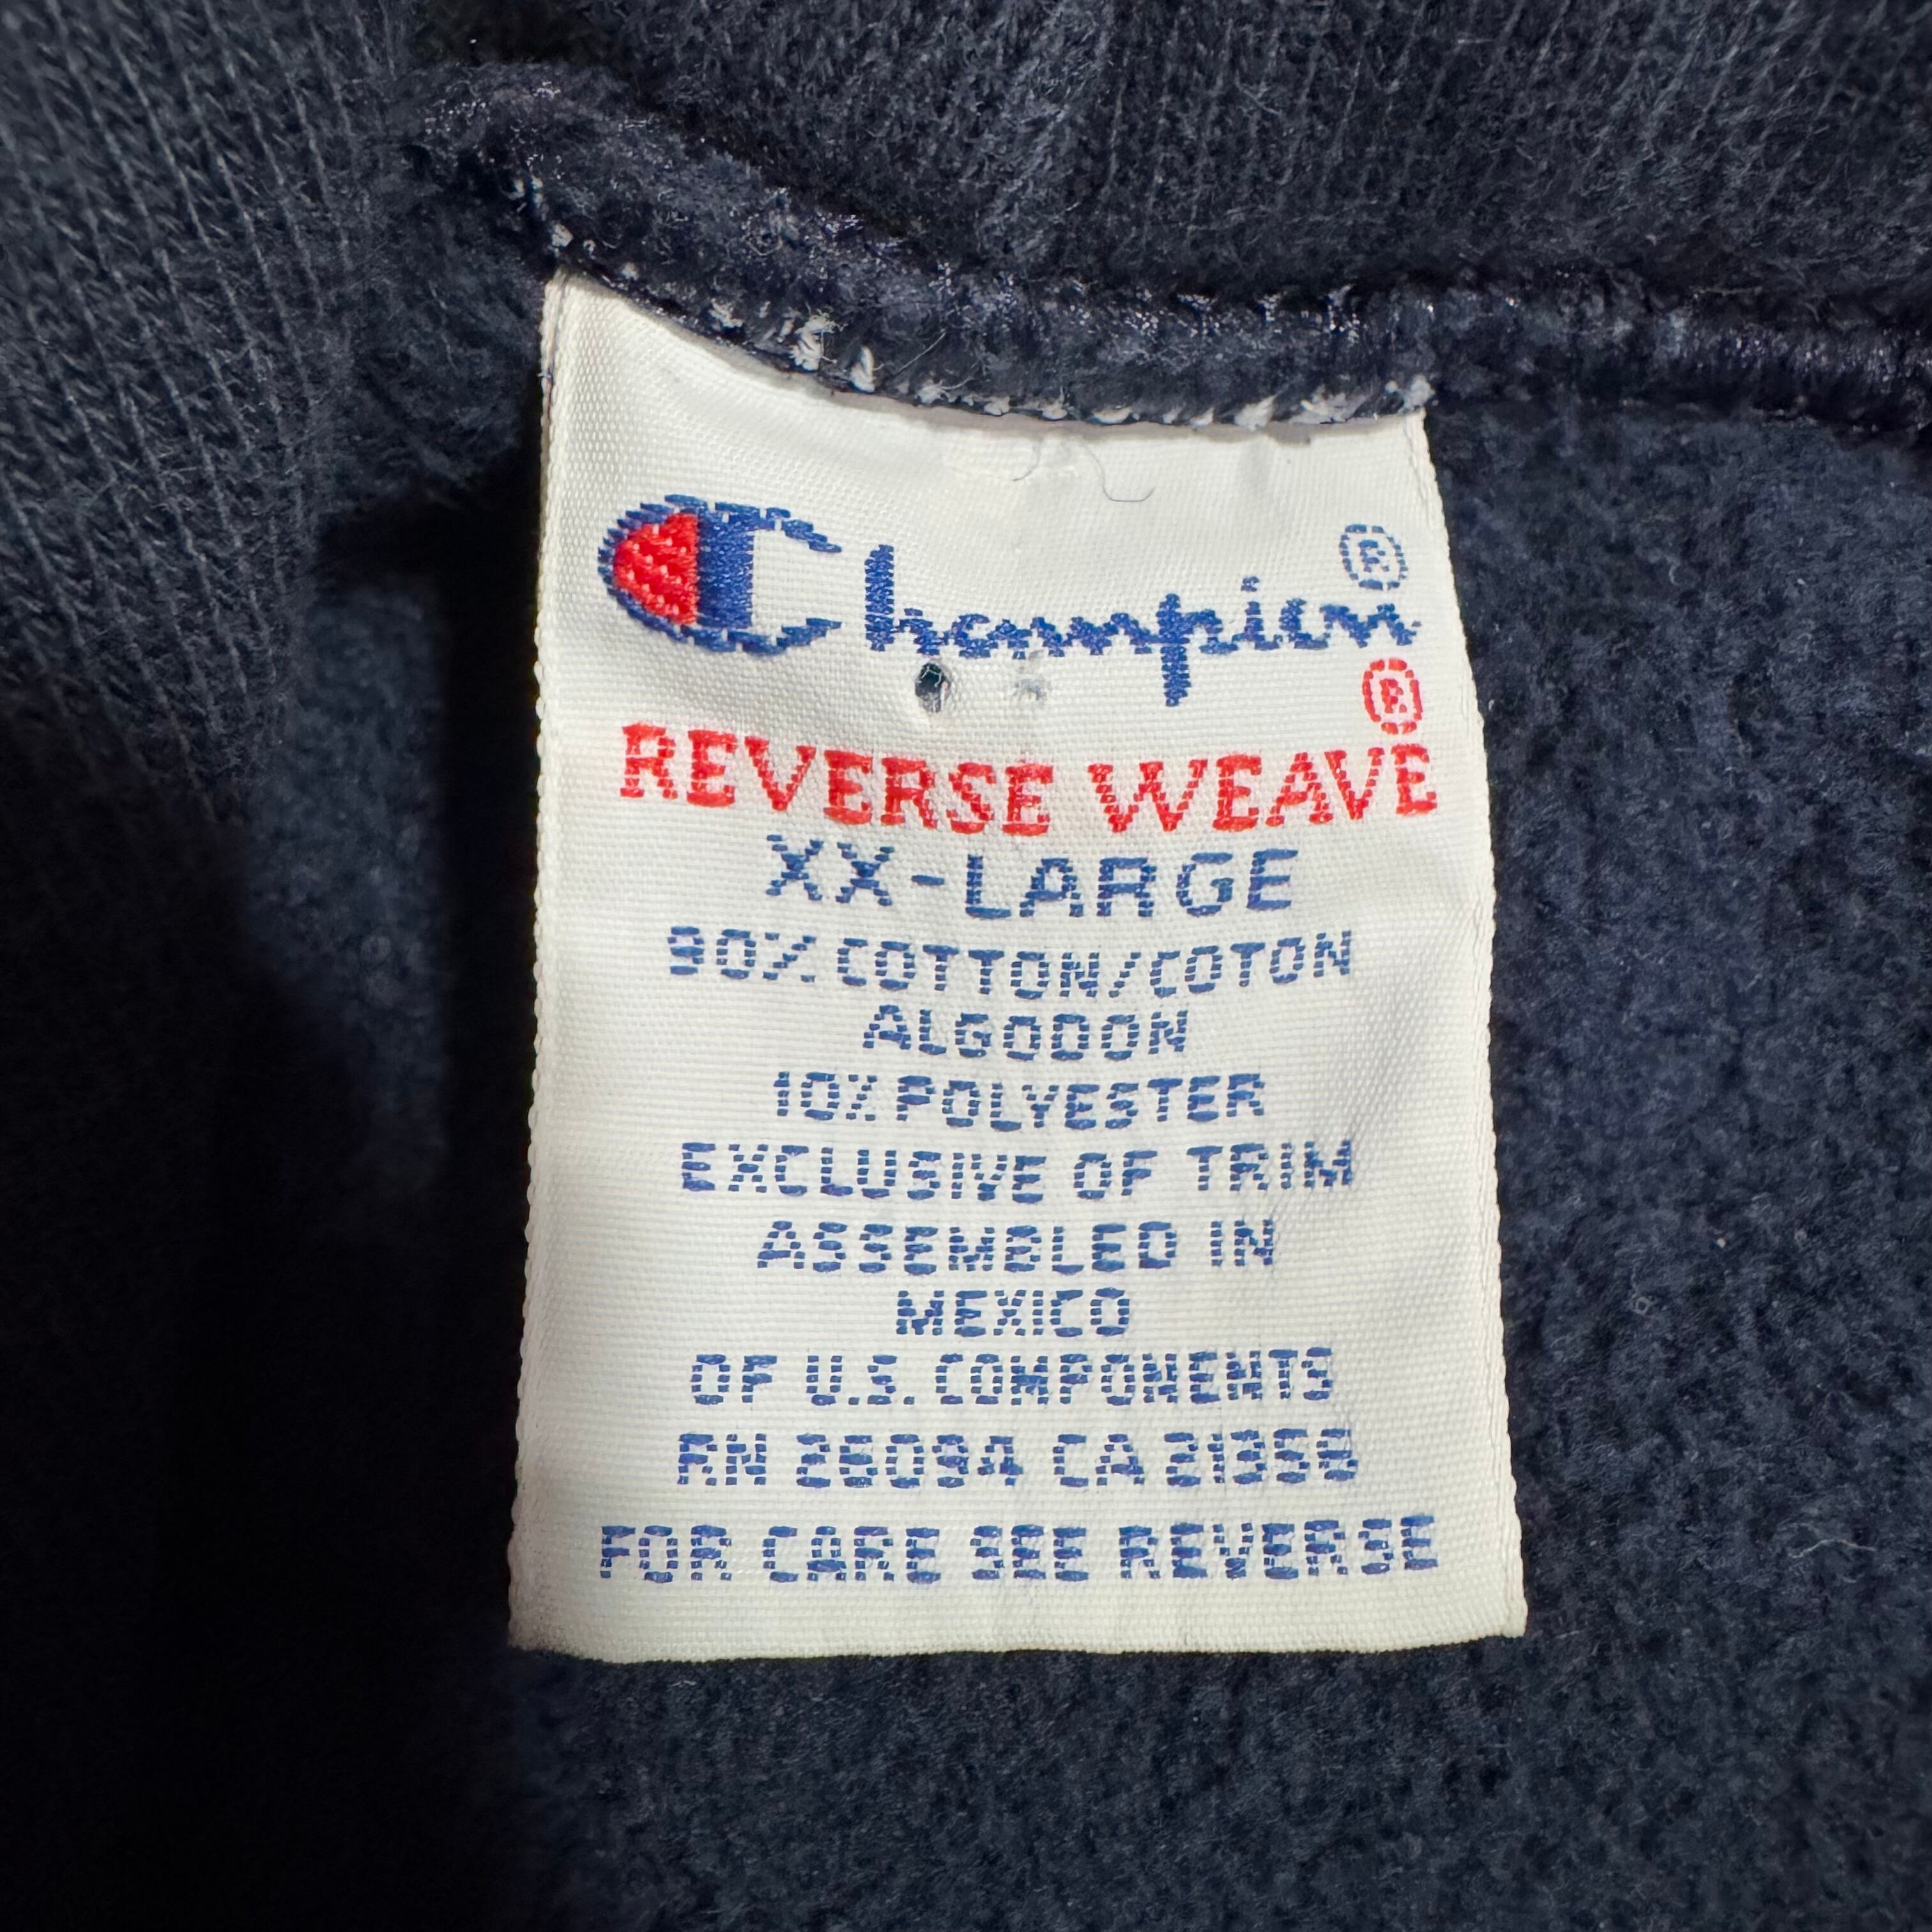 Champion®
REVERSE WEAVE®
XX-LARGE
90% COTTON/COTON
ALGODON
10% POLYESTER
EXCLUSIVE OF TRIM
ASSEMBLED IN
MEXICO
OF U.S. COMPONENTS
RN 26094 CA 21358
FOR CARE SEE REVERSE